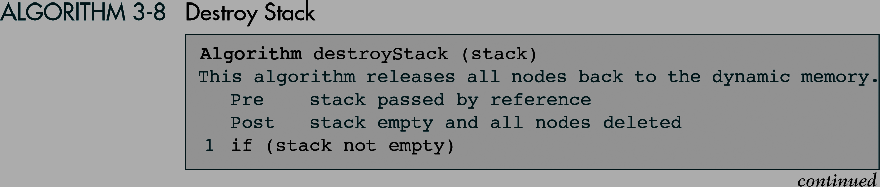 ALGORITHM 3-8 Destroy Stack
Algorithm destroyStack (stack)
This algorithm releases all nodes back to the dynamic memory.
Pre stack passed by reference
Post stack empty and all nodes deleted
1 if (stack not empty)
continued